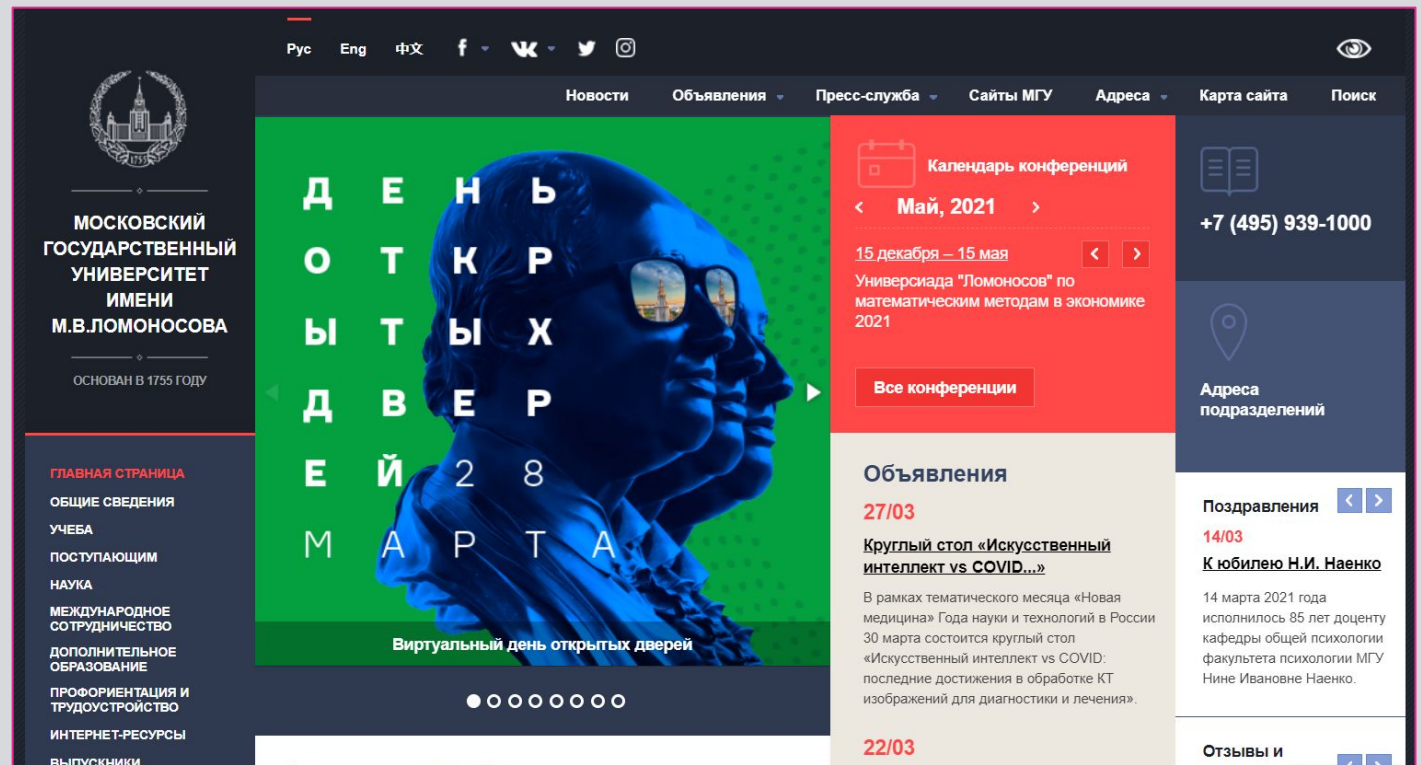 Рус Eng 中文
Новости Объявления Пресс-служба Сайты МГУ Адреса Карта сайта Поиск
1755
МОСКОВСКИЙ
ГОСУДАРСТВЕННЫЙ
УНИВЕРСИТЕТ
ИМЕНИ
М.В.ЛОМОНОСОВА
ОСНОВАН В 1755 ГОДУ
ГЛАВНАЯ СТРАНИЦА
ОБЩИЕ СВЕДЕНИЯ
УЧЕБА
ПОСТУПАЮЩИМ
НАУКА
МЕЖДУНАРОДНОЕ
СОТРУДНИЧЕСТВО
ДОПОЛНИТЕЛЬНОЕ
ОБРАЗОВАНИЕ
ПРОФОРИЕНТАЦИЯ И
ТРУДОУСТРОЙСТВО
ИНТЕРНЕТ-РЕСУРСЫ
ВЫПУСКНИКИ
Д Е Н Ь
О Т К Р
Ы Т Ы Х
Д В Е Р
Е Й 2 8
М А Р Т А
Виртуальный день открытых дверей
Календарь конференций
Май, 2021
15 декабря – 15 мая
Универсиада "Ломоносов" по
математическим методам в экономике
2021
Все конференции
Объявления
27/03
Круглый стол «Искусственный
интеллект vs COVID...»
В рамках тематического месяца «Новая
медицина» Года науки и технологий в России
30 марта состоится круглый стол
«Искусственный интеллект vs COVID:
последние достижения в обработке КТ
изображений для диагностики и лечения».
22/03
+7 (495) 939-1000
Адреса
подразделений
Поздравления
14/03
К юбилею Н.И. Наенко
14 марта 2021 года
исполнилось 85 лет доценту
кафедры общей психологии
факультета психологии МГУ
Нине Ивановне Наенко.
Отзывы и